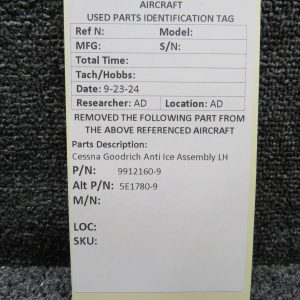 AIRCRAFT
USED PARTS IDENTIFICATION TAG
Ref N: Model:
MFG: S/N:
Total Time:
Tach/Hobbs:
Date: 9-23-24
Researcher: AD Location: AD
REMOVED THE FOLLOWING PART FROM
THE ABOVE REFERENCED AIRCRAFT
Parts Description:
Cessna Goodrich Anti Ice Assembly LH
P/N: 9912160-9
Alt P/N: 5E1780-9
M/N:
LOC:
SKU: